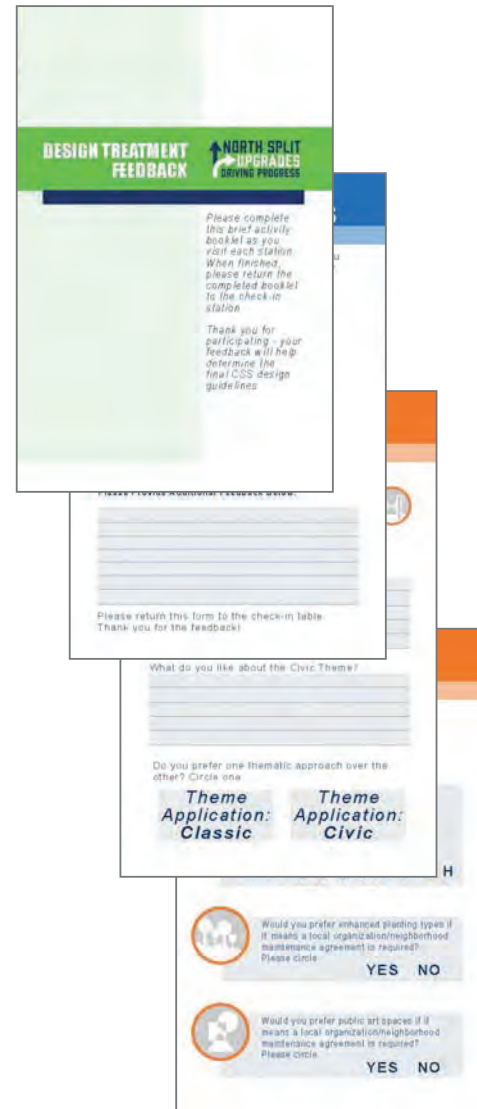 DESIGN TREATMENT
FEEDBACK
NORTH SPLIT
UPGRADES
DRIVING PROGRESS
Please complete
this brief activity
booklet as you
visit each station.
When finished,
please return the
completed booklet
to the check-in
station
Thank you for
participating - your
feedback will help
determine the
final CSS design
guidelines
S
u
Please Provide Additional Feedback Below:
Please return this form to the check-in table.
Thank you for the feedback!
What do you like about the Civic Theme?
Do you prefer one thematic approach over the
other? Circle one
Theme
Application:
Classic
Theme
Application:
Civic
H
Would you prefer enhanced planting types if
it means a local organization/neighborhood
maintenance agreement is required?
Please circle
YES NO
Would you prefer public art spaces if it
means a local organization/neighborhood
maintenance agreement is required?
Please circle
YES NO